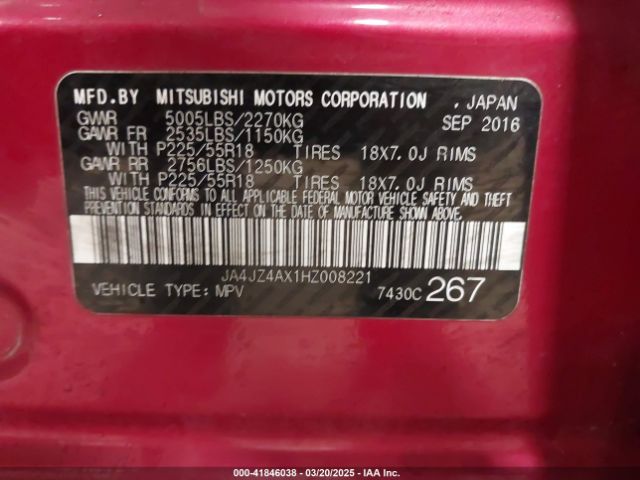 MFD.BY MITSUBISHI MOTORS CORPORATION . JAPAN
GVWR 5005LBS/2270KG SEP 2016
GAWR FR 2535LBS/1150KG
WITH P225/55R18 TIRES 18X7.0J RIMS
GAWR RR 2756LBS/1250KG
WITH P225/55R18 TIRES 18X7.0J RIMS
THIS VEHICLE CONFORMS TO ALL APPLICABLE FEDERAL MOTOR VEHICLE SAFETY AND THEFT
PREVENTION STANDARDS IN EFFECT ON THE DATE OF MANUFACTURE SHOWN ABOVE.
JA4JZ4AX1HZ008221
VEHICLE TYPE: MPV 7430C 267
000-41846038 - 03/20/2025 - IAA Inc.